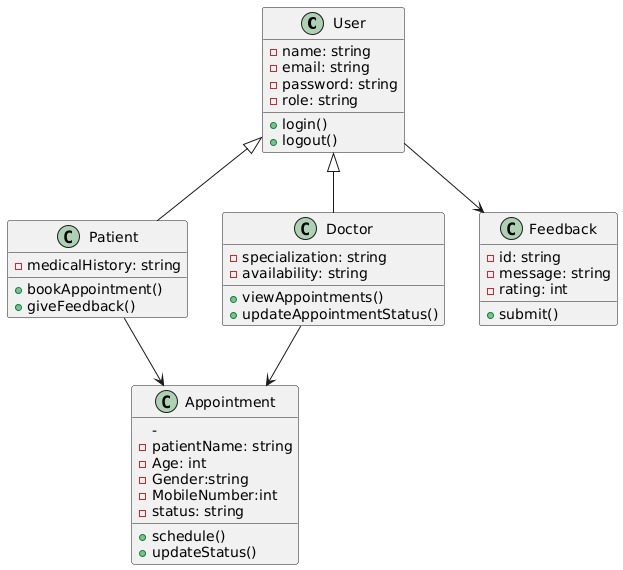 C User
name: string
email: string
password: string
role: string
login()
logout()
C Patient
medicalHistory: string
bookAppointment()
giveFeedback()
C Doctor
specialization: string
availability: string
viewAppointments()
updateAppointmentStatus()
C Feedback
id: string
message: string
rating: int
submit()
C Appointment
-
patientName: string
Age: int
Gender:string
MobileNumber:int
status: string
schedule()
updateStatus()